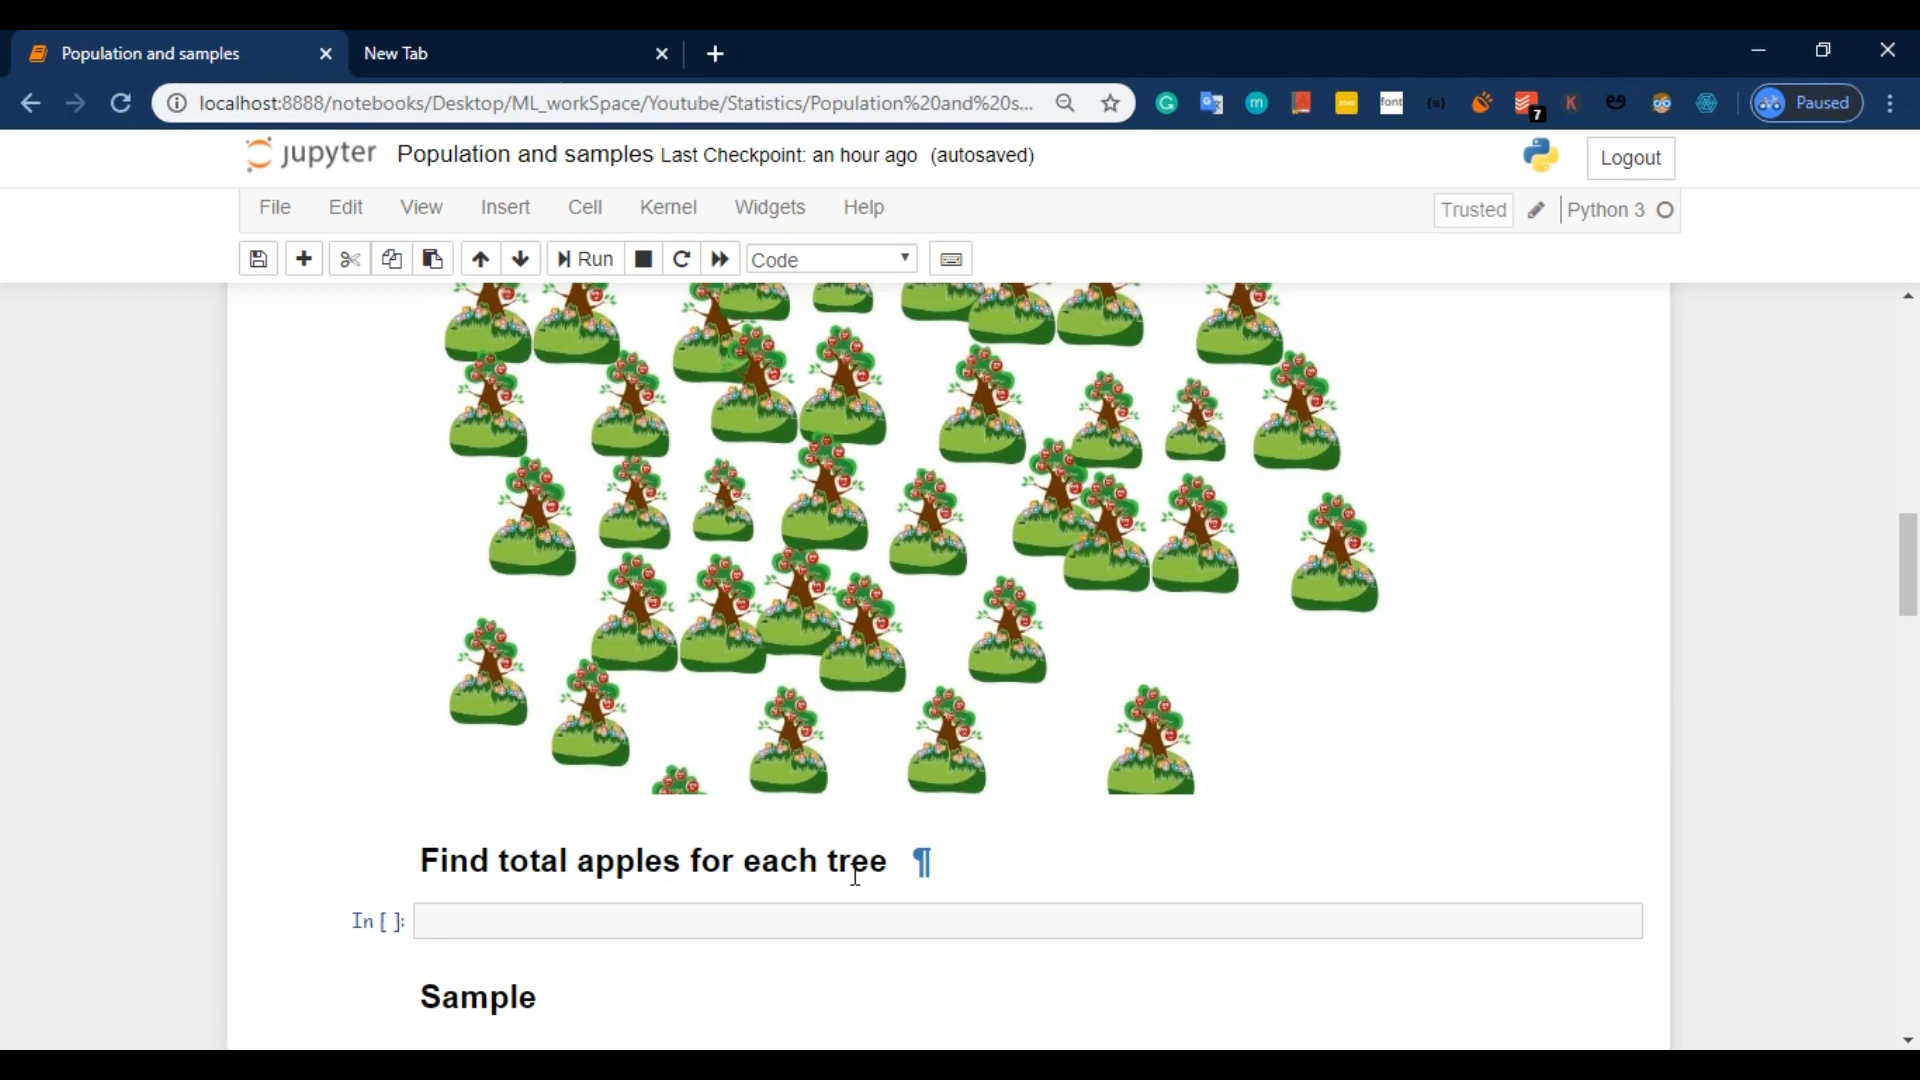 Population and samples
New Tab
localhost:8888/notebooks/Desktop/ML_workSpace/Youtube/Statistics/Population%20and%20s...
font
7
K
Paused
jupyter Population and samples Last Checkpoint: an hour ago (autosaved)
Logout
File Edit View Insert Cell Kernel Widgets Help
Trusted Python 3
Run Code
Find total apples for each tree ¶
In [ ]:
Sample